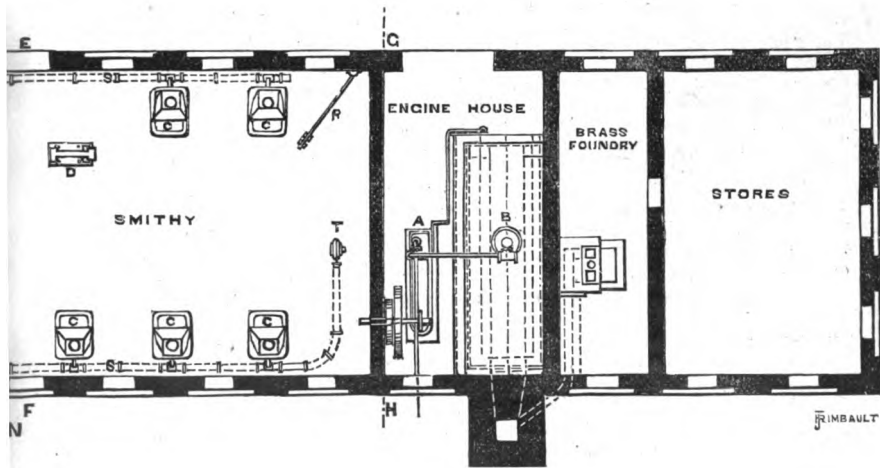 E
G
S
C
C
R
ENGINE HOUSE
BRASS
FOUNDRY
D
STORES
SMITHY
T
A
B
C
C
C
S
F
H
N
RIMBAULT